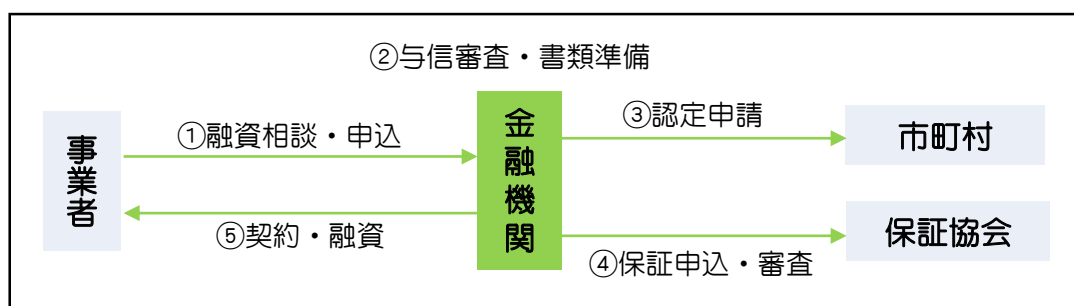 ②与信審査・書類準備
事業者
①融資相談・申込
⑤契約・融資
金融機関
③認定申請
市町村
保証協会
④保証申込・審査